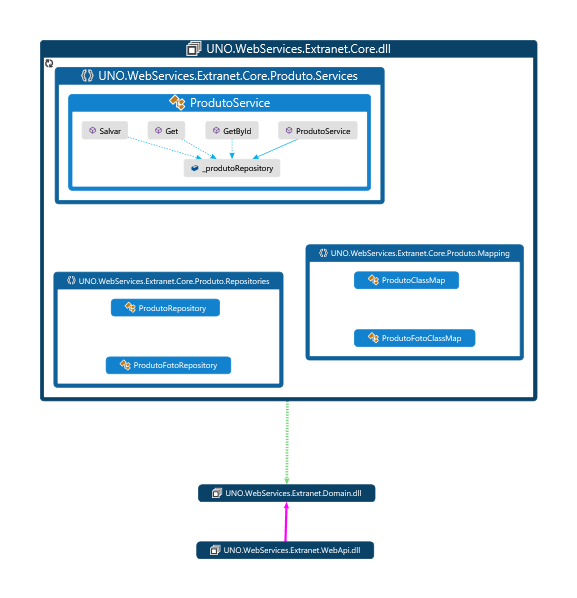 UNO.WebServices.Extranet.Core.dll
UNO.WebServices.Extranet.Core.Produto.Services
ProdutoService
Salvar
Get
GetById
ProdutoService
_produtoRepository
UNO.WebServices.Extranet.Core.Produto.Mapping
ProdutoClassMap
ProdutoFotoClassMap
UNO.WebServices.Extranet.Core.Produto.Repositories
ProdutoRepository
ProdutoFotoRepository
UNO.WebServices.Extranet.Domain.dll
UNO.WebServices.Extranet.WebApi.dll